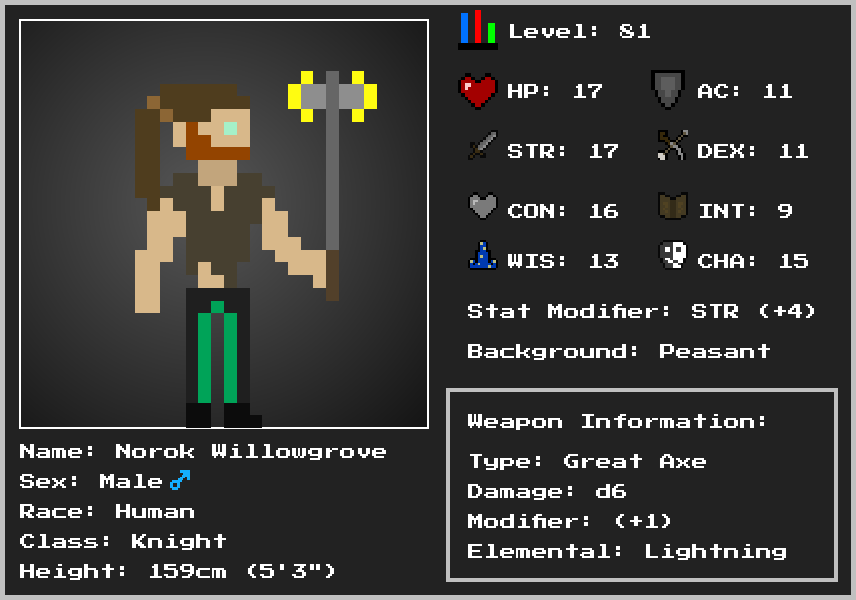 Level: 81
HP: 17
AC: 11
STR: 17
DEX: 11
CON: 16
INT: 9
WIS: 13
CHA: 15
Stat Modifier: STR (+4)
Background: Peasant
Weapon Information:
Type: Great Axe
Damage: d6
Modifier: (+1)
Elemental: Lightning
Name: Norok Willowgrove
Sex: Male ♂
Race: Human
Class: Knight
Height: 159cm (5'3")